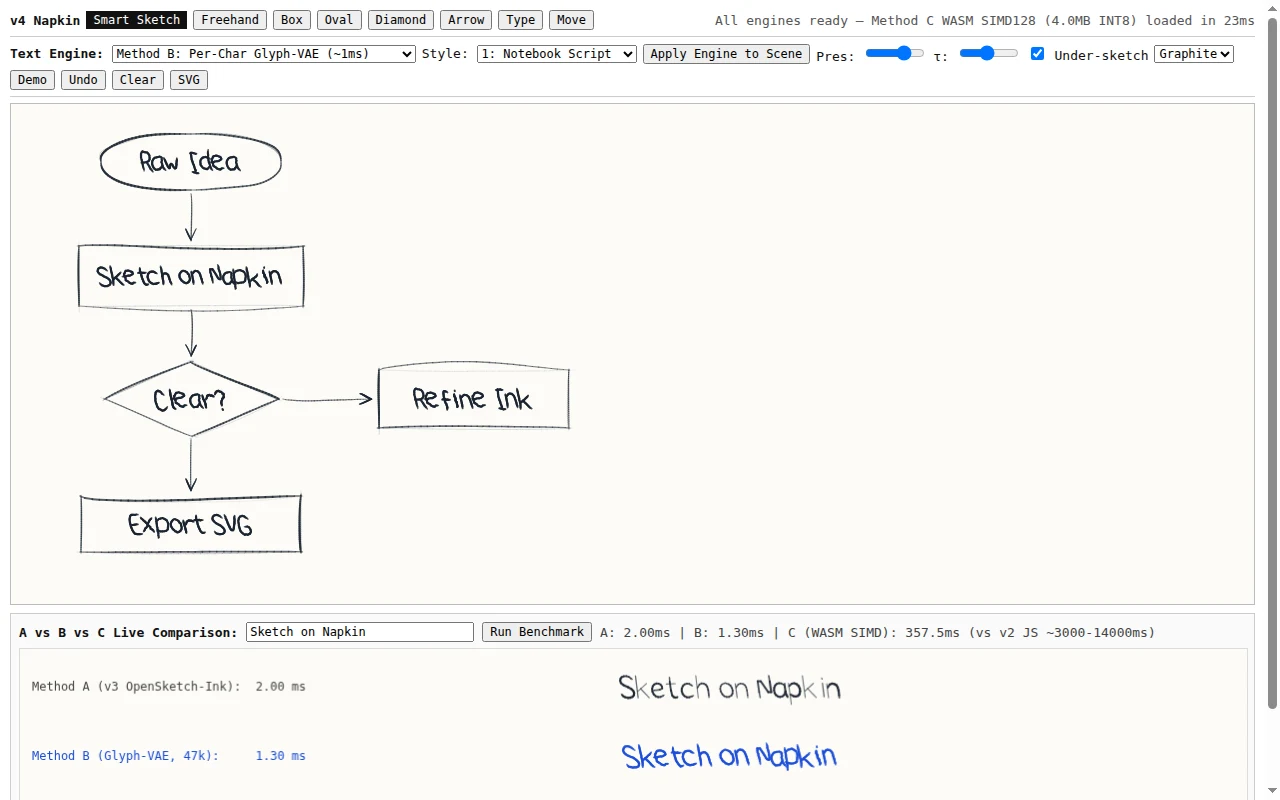 v4 Napkin Smart Sketch Freehand Box Oval Diamond Arrow Type Move All engines ready — Method C WASM SIMD128 (4.0MB INT8) loaded in 23ms
Text Engine: Method B: Per-Char Glyph-VAE (~1ms) Style: 1: Notebook Script Apply Engine to Scene Pres: τ: Under-sketch Graphite
Demo Undo Clear SVG
Raw Idea
Sketch on Napkin
Clear? Refine Ink
Export SVG
A vs B vs C Live Comparison: Sketch on Napkin Run Benchmark A: 2.00ms | B: 1.30ms | C (WASM SIMD): 357.5ms (vs v2 JS ~3000-14000ms)
Method A (v3 OpenSketch-Ink): 2.00 ms Sketch on Napkin
Method B (Glyph-VAE, 47k): 1.30 ms Sketch on Napkin